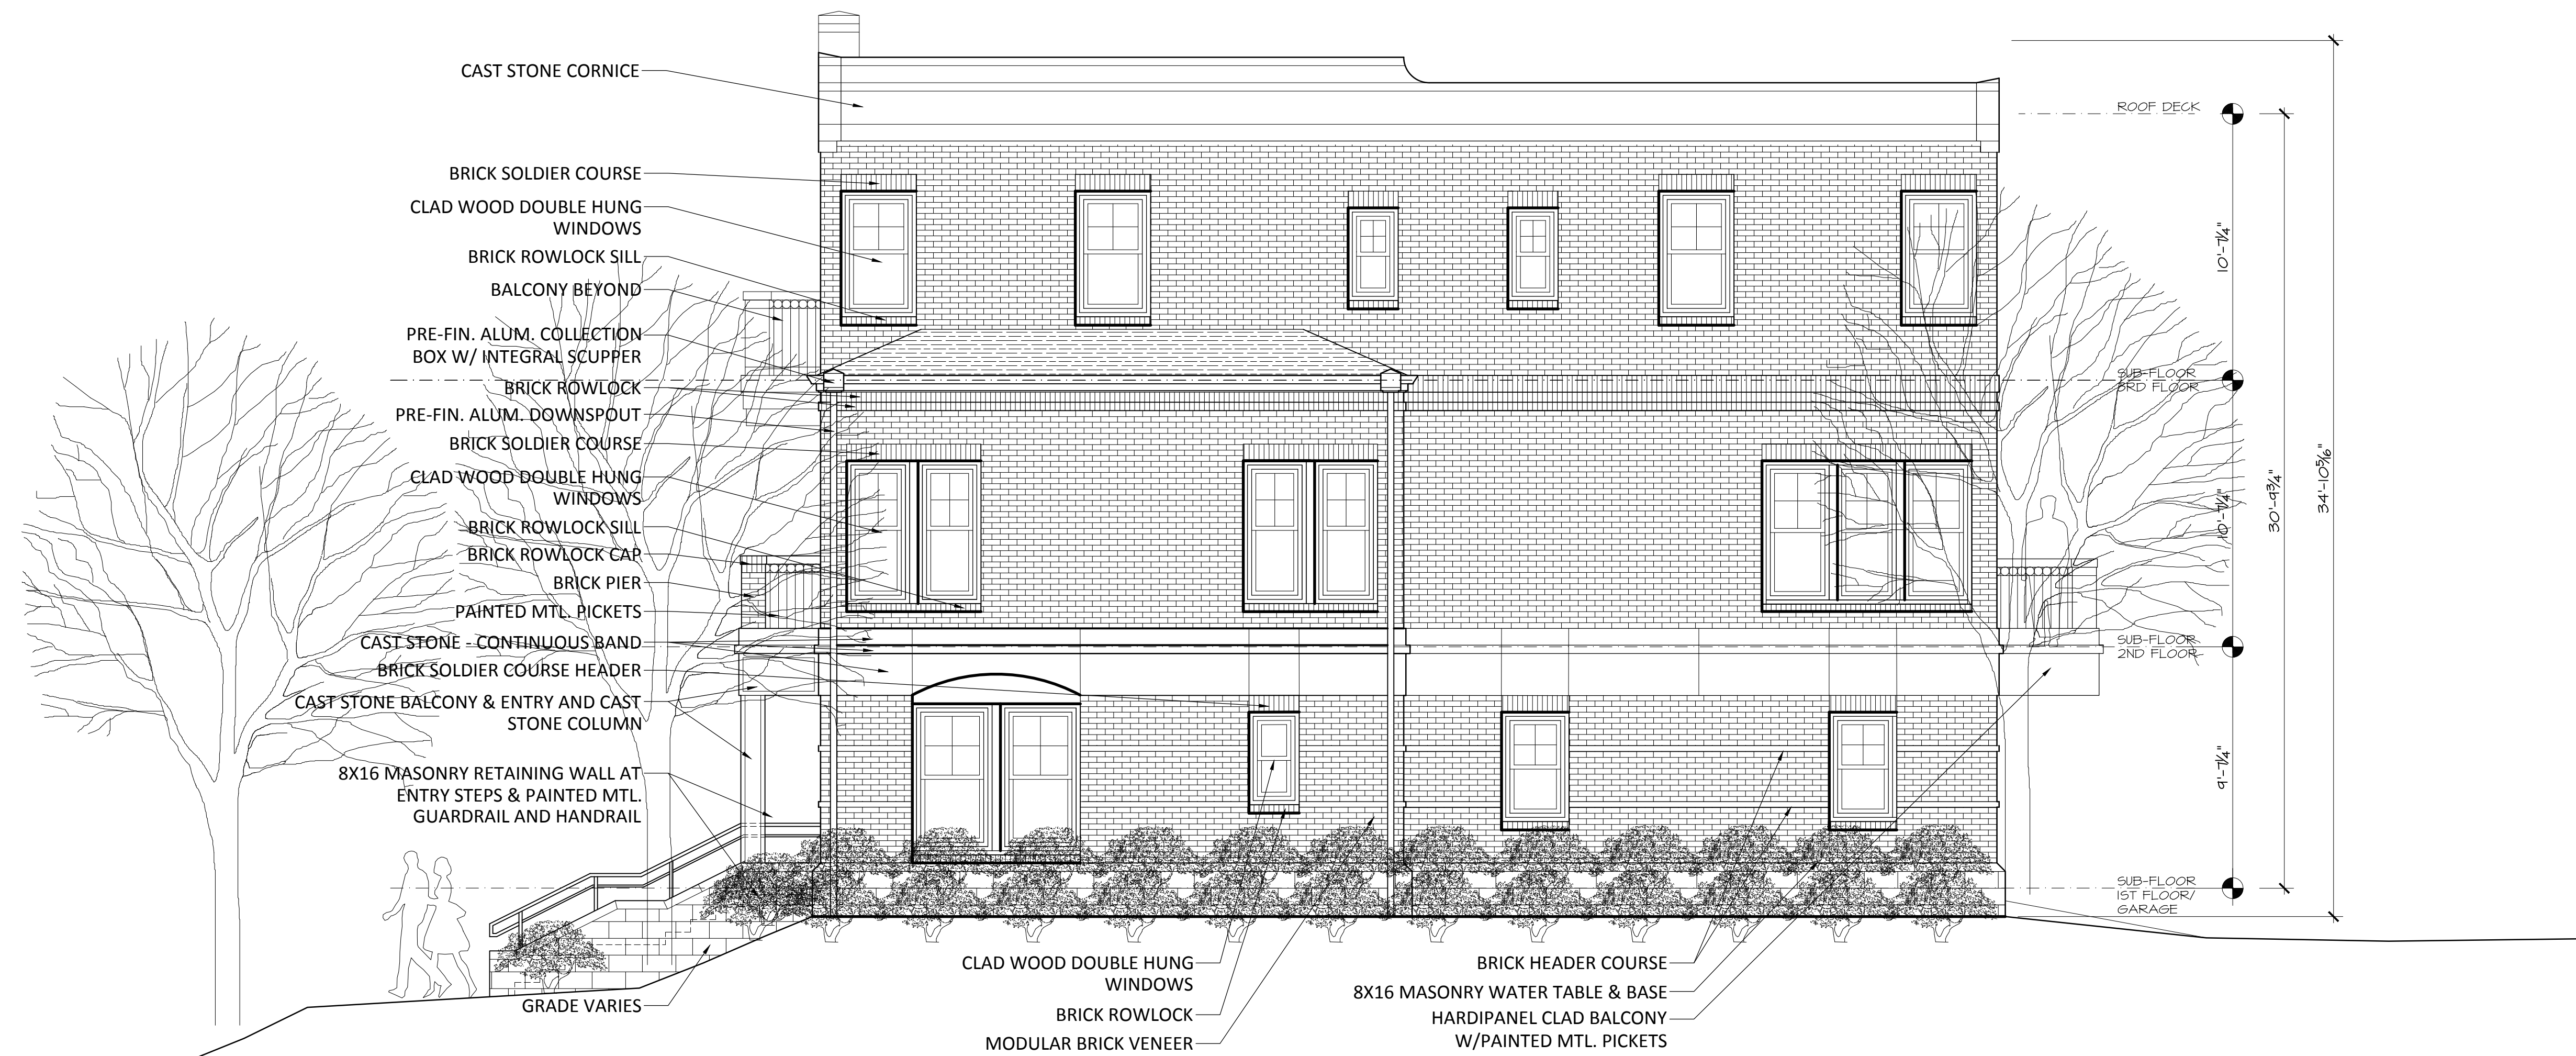 CAST STONE CORNICE
BRICK SOLDIER COURSE
CLAD WOOD DOUBLE HUNG
WINDOWS
BRICK ROWLOCK SILL
BALCONY BEYOND
PRE-FIN. ALUM. COLLECTION
BOX W/ INTEGRAL SCUPPER
BRICK ROWLOCK
PRE-FIN. ALUM. DOWNSPOUT
BRICK SOLDIER COURSE
CLAD WOOD DOUBLE HUNG
WINDOWS
BRICK ROWLOCK SILL
BRICK ROWLOCK CAP
BRICK PIER
PAINTED MTL. PICKETS
CAST STONE - CONTINUOUS BAND
BRICK SOLDIER COURSE HEADER
CAST STONE BALCONY & ENTRY AND CAST
STONE COLUMN
8X16 MASONRY RETAINING WALL AT
ENTRY STEPS & PAINTED MTL.
GUARDRAIL AND HANDRAIL
GRADE VARIES
CLAD WOOD DOUBLE HUNG
WINDOWS
BRICK ROWLOCK
MODULAR BRICK VENEER
BRICK HEADER COURSE
8X16 MASONRY WATER TABLE & BASE
HARDIPANEL CLAD BALCONY
W/PAINTED MTL. PICKETS
ROOF DECK
SUB-FLOOR
3RD FLOOR
SUB-FLOOR
2ND FLOOR
SUB-FLOOR
1ST FLOOR/
GARAGE
10'-7¼"
10'-7¼"
9'-7¼"
30'-9¾"
34'-10⁵⁄₁₆"